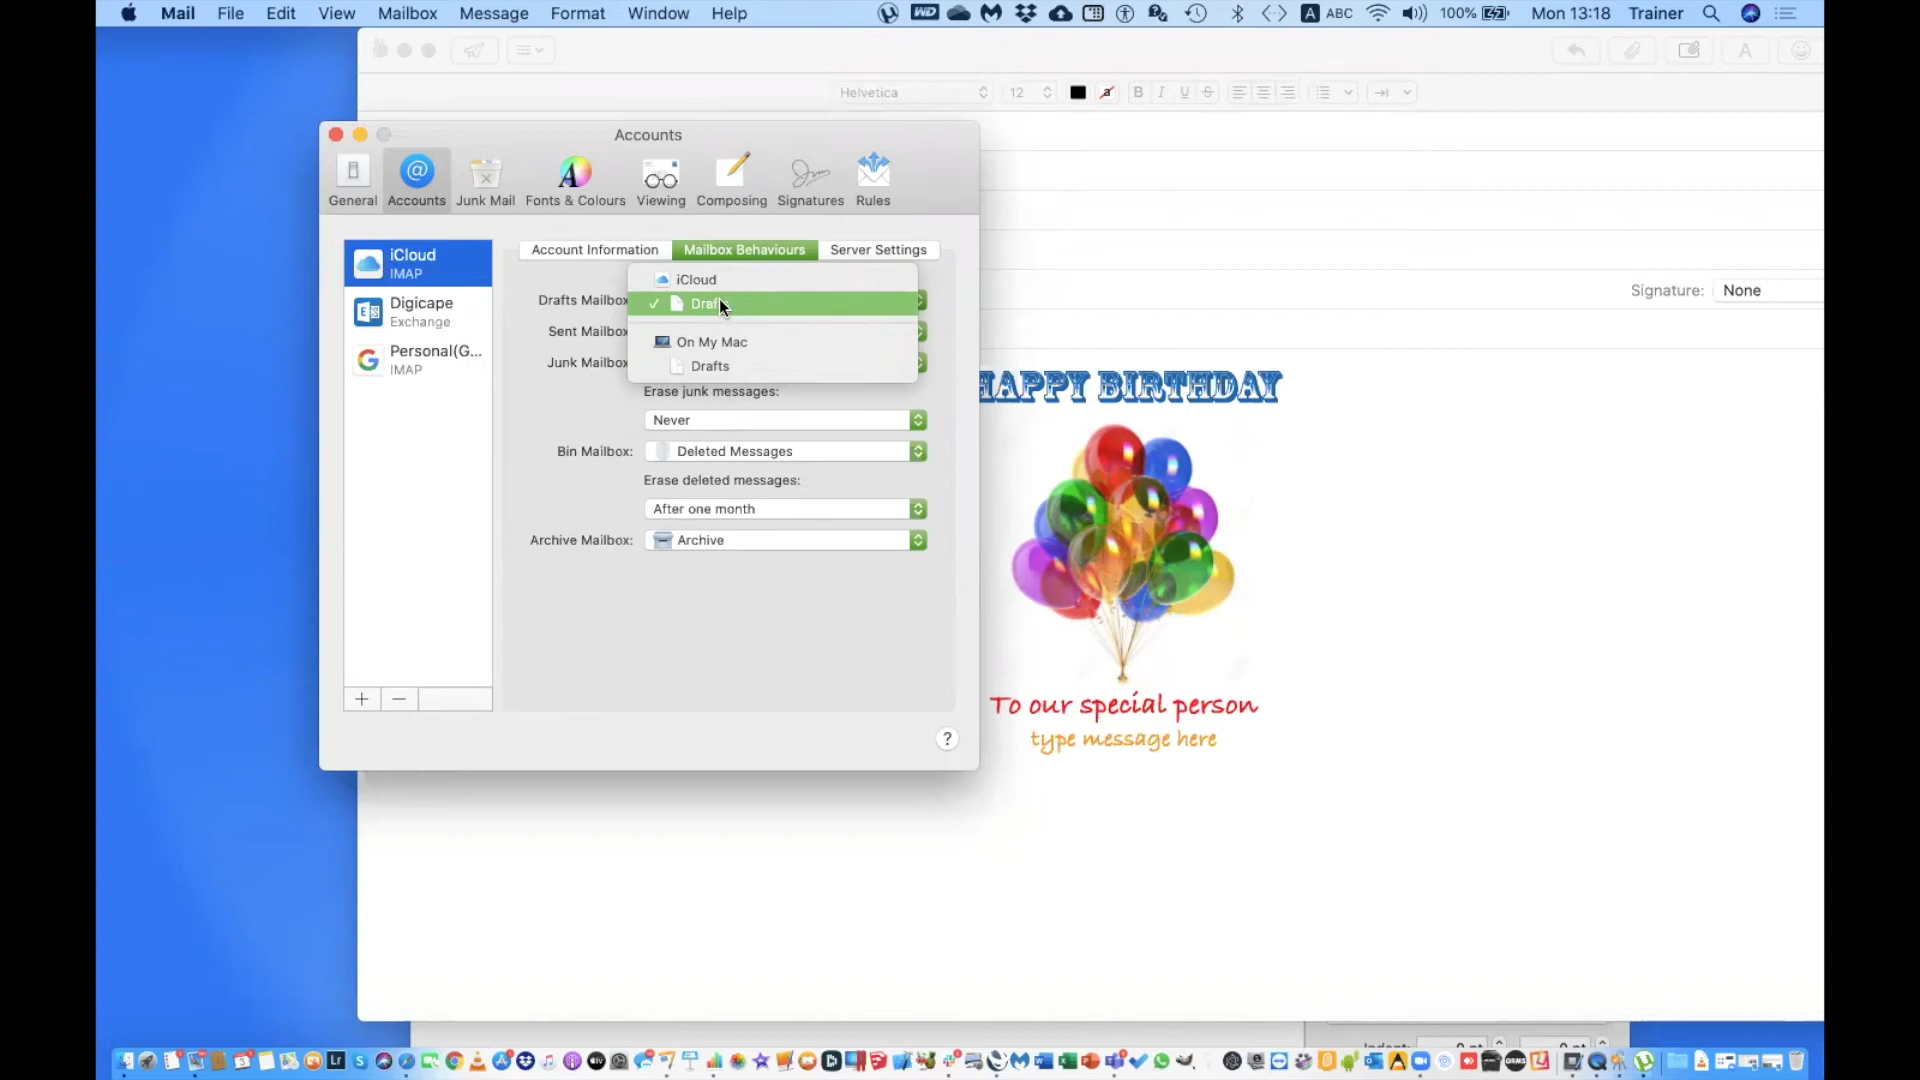 Mail File Edit View Mailbox Message Format Window Help WD A ABC 100% Mon 13:18 Trainer
Helvetica 12 B I U S
Accounts
General Accounts Junk Mail Fonts & Colours Viewing Composing Signatures Rules
iCloud
IMAP
Digicape
Exchange
Personal(G...
IMAP
Account Information Mailbox Behaviours Server Settings
iCloud
Drafts Mailbox
Sent Mailbox
On My Mac
Junk Mailbox
Drafts
Erase junk messages:
Never
Bin Mailbox: Deleted Messages
Erase deleted messages:
After one month
Archive Mailbox: Archive
Signature: None
HAPPY BIRTHDAY
To our special person
type message here